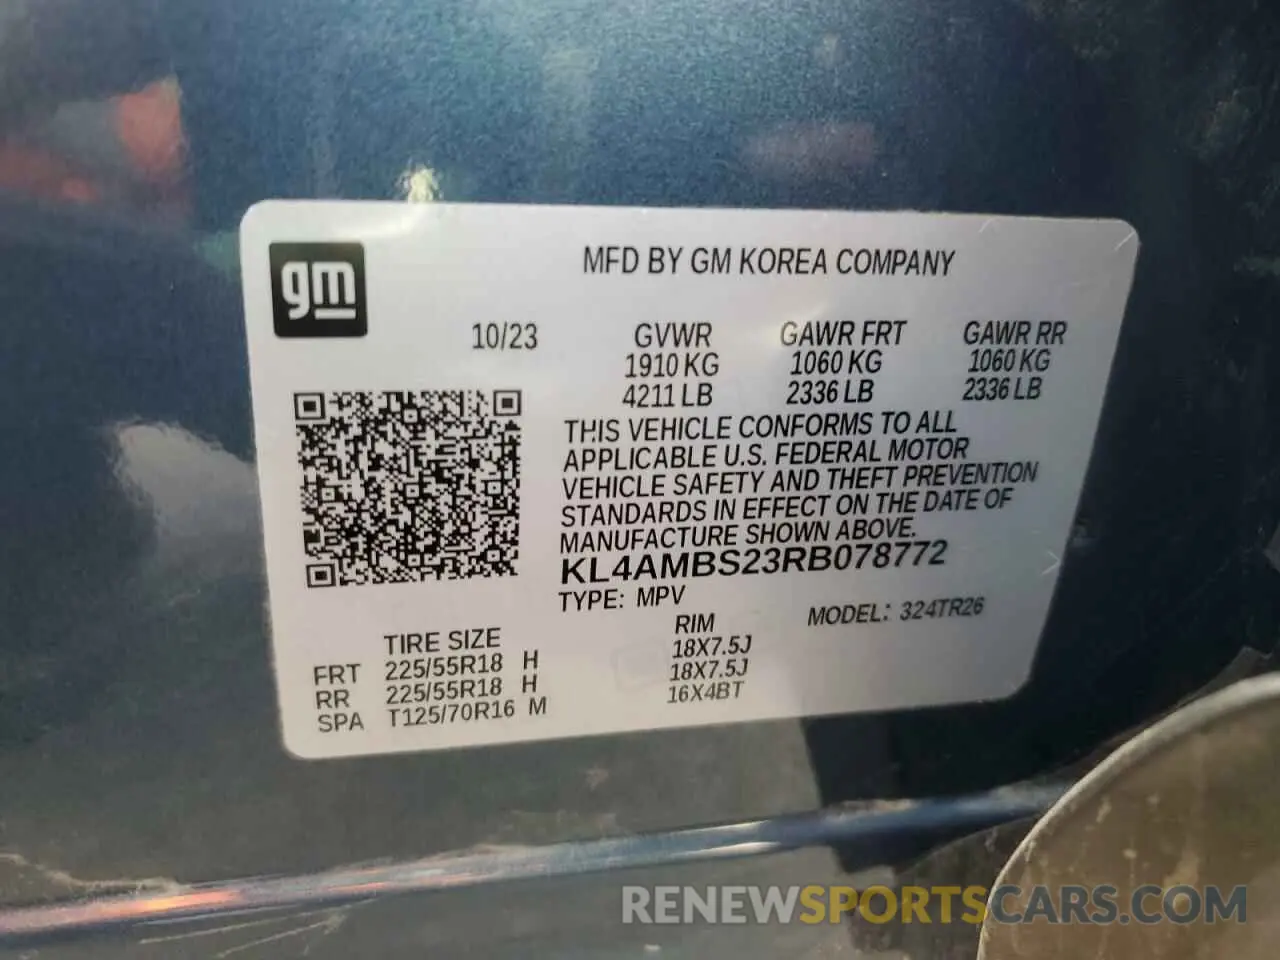 gm
MFD BY GM KOREA COMPANY
10/23 GVWR GAWR FRT GAWR RR
1910 KG 1060 KG 1060 KG
4211 LB 2336 LB 2336 LB
THIS VEHICLE CONFORMS TO ALL
APPLICABLE U.S. FEDERAL MOTOR
VEHICLE SAFETY AND THEFT PREVENTION
STANDARDS IN EFFECT ON THE DATE OF
MANUFACTURE SHOWN ABOVE.
KL4AMBS23RB078772
TYPE: MPV MODEL: 324TR26
TIRE SIZE RIM
FRT 225/55R18 H 18X7.5J
RR 225/55R18 H 18X7.5J
SPA T125/70R16 M 16X4BT
RENEWSPORTSCARS.COM